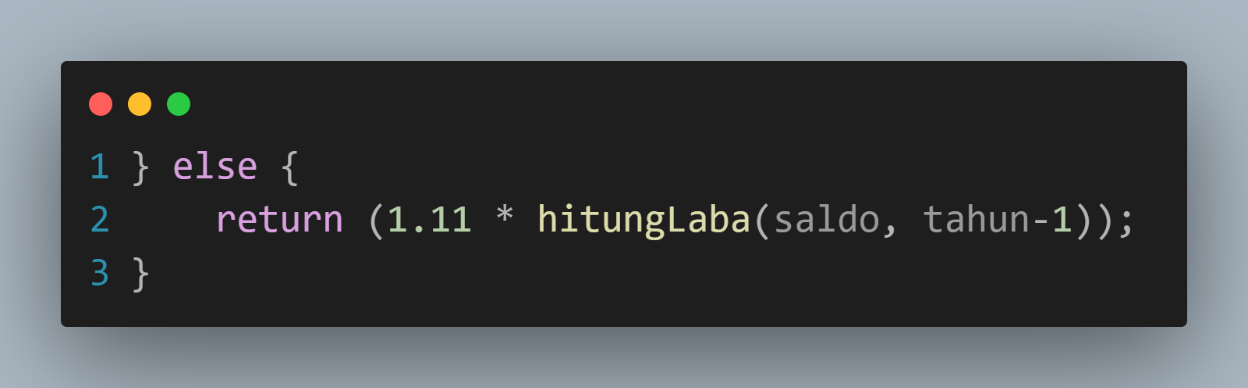 1 } else {
2     return (1.11 * hitungLaba(saldo, tahun-1));
3 }